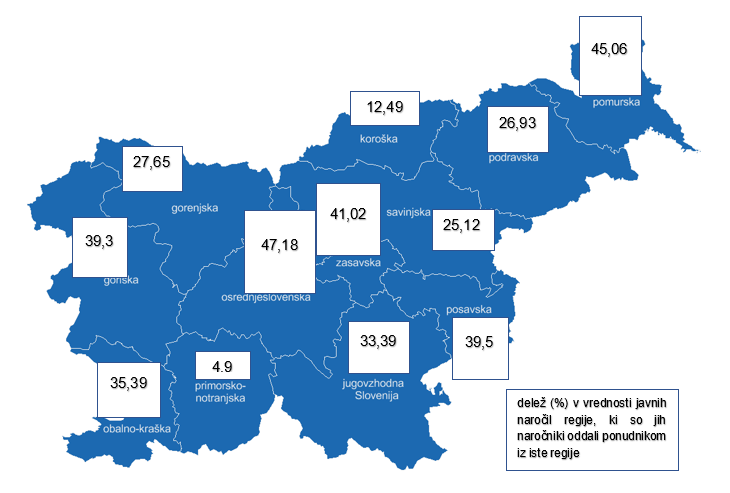 45,06
pomurska
12,49
koroška
26,93
podravska
27,65
gorenjska
41,02
savinjska
25,12
39,3
goriška
47,18
zasavska
osrednjeslovenska
posavska
39,5
33,39
jugovzhodna
Slovenija
4.9
primorsko-
notranjska
35,39
obalno-kraška
delež (%) v vrednosti javnih
naročil regije, ki so jih
naročniki oddali ponudnikom
iz iste regije